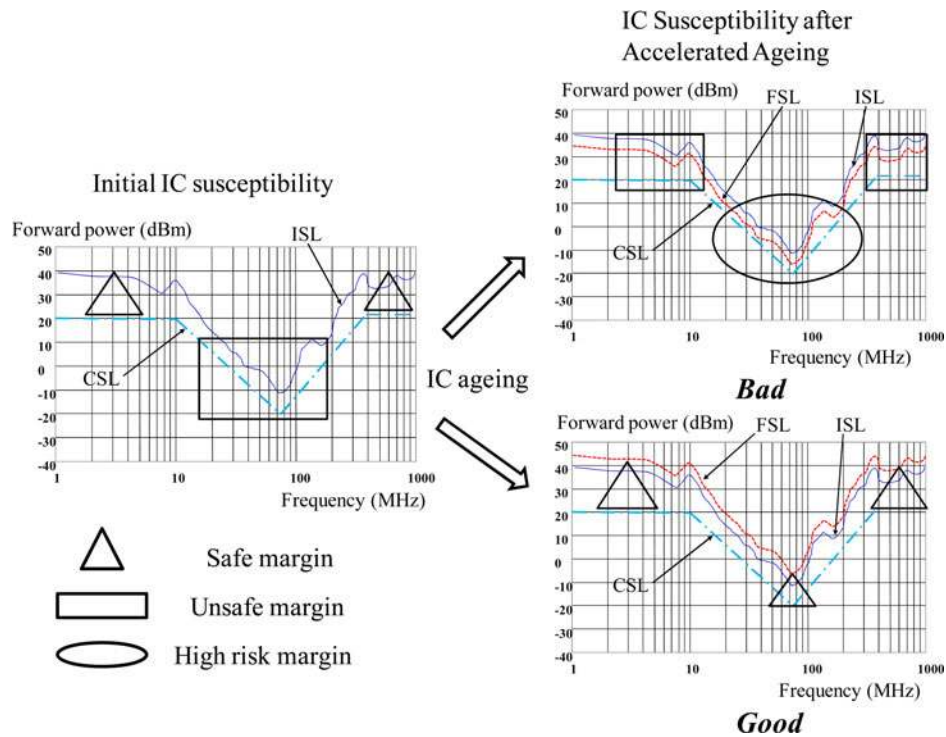 IC Susceptibility after
Accelerated Ageing
Forward power (dBm)
FSL
ISL
50
40
30
20
10
0
-10
-20
-30
-40
CSL
1
10
100
1000
Frequency (MHz)
Bad
Initial IC susceptibility
Forward power (dBm)
ISL
50
40
30
20
10
0
-10
-20
-30
-40
CSL
1
10
100
1000
Frequency (MHz)
IC ageing
Forward power (dBm)
FSL
ISL
50
40
30
20
10
0
-10
-20
-30
-40
CSL
1
10
100
1000
Frequency (MHz)
Good
Safe margin
Unsafe margin
High risk margin